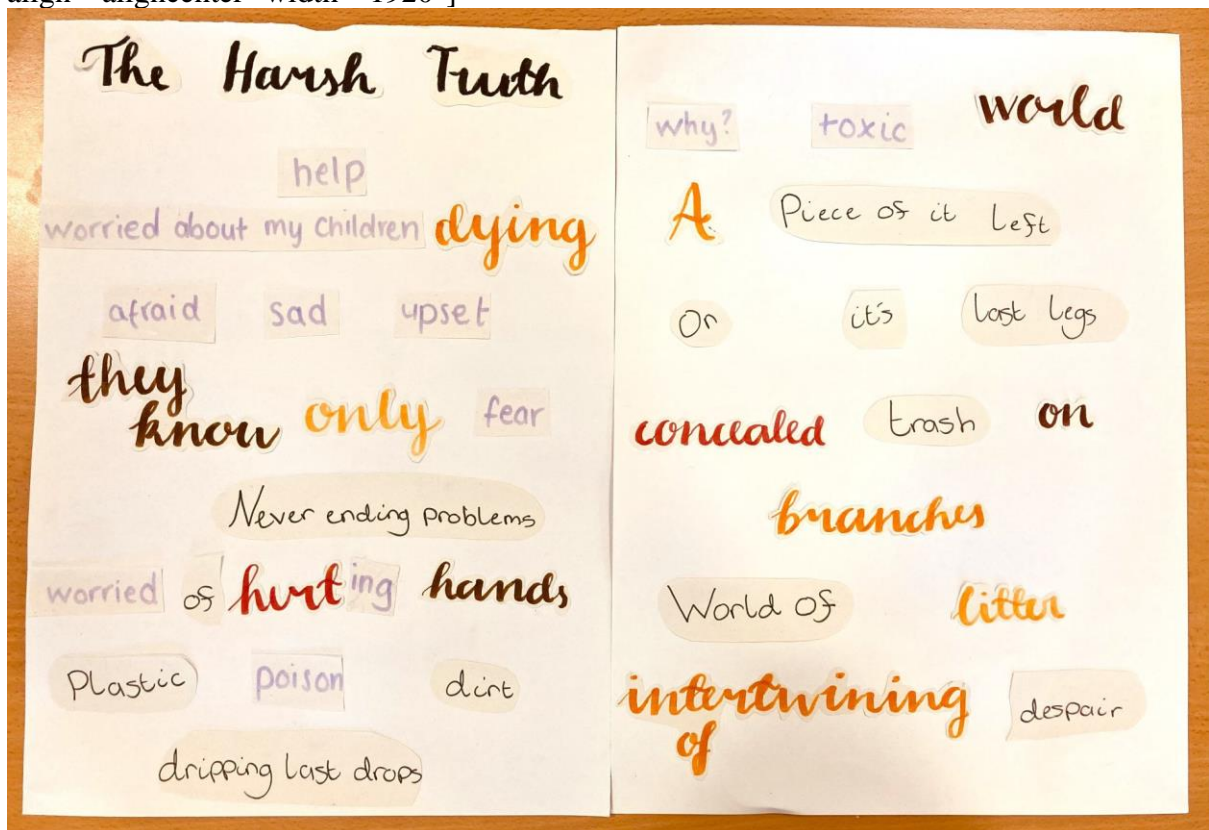 The Harsh Truth
help
worried about my children dying
afraid sad upset
they
know only fear
Never ending problems
worried of hurting hands
Plastic poison dirt
dripping last drops
why? toxic world
A Piece of it Left
On it's last legs
concealed trash on
branches
World of litter
intertwining
of despair